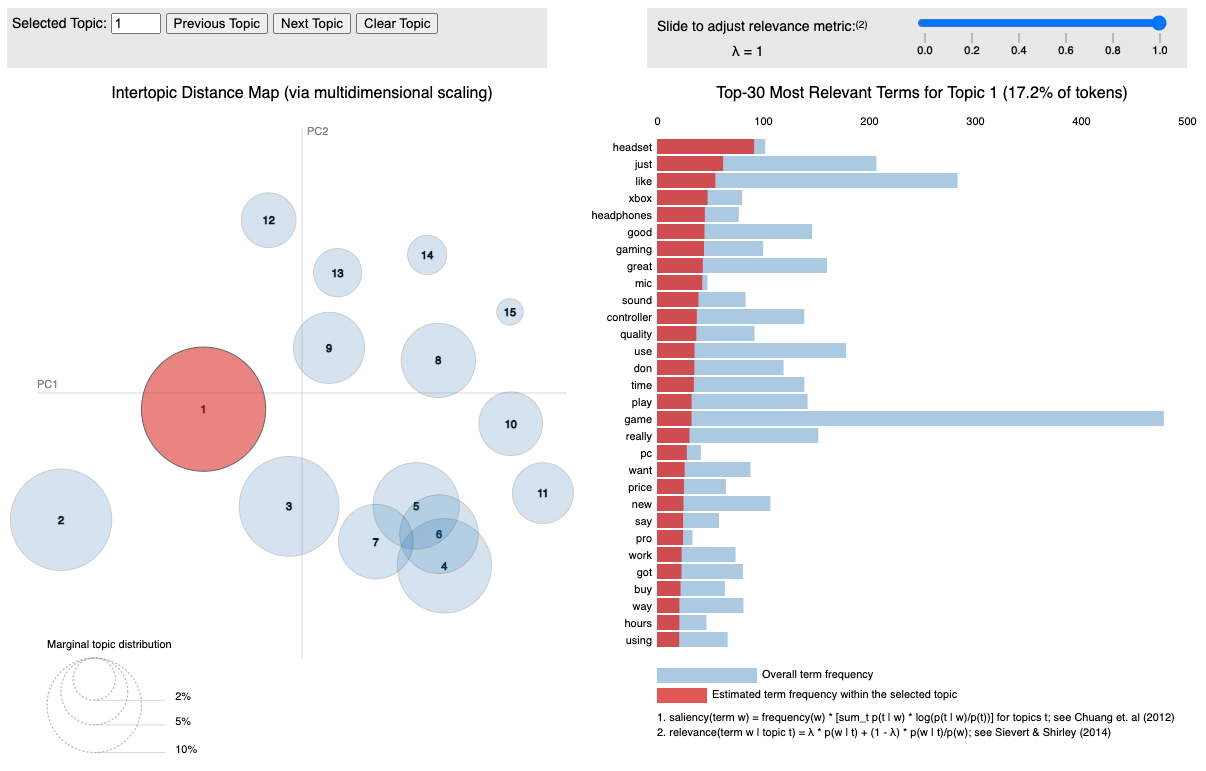 Selected Topic: 1 Previous Topic Next Topic Clear Topic
Slide to adjust relevance metric:(2)
λ = 1
0.0 0.2 0.4 0.6 0.8 1.0
Intertopic Distance Map (via multidimensional scaling)
PC2
PC1
12
14
13
15
9
8
1
10
11
5
3
2
6
7
4
Marginal topic distribution
2%
5%
10%
Top-30 Most Relevant Terms for Topic 1 (17.2% of tokens)
0 100 200 300 400 500
headset
just
like
xbox
headphones
good
gaming
great
mic
sound
controller
quality
use
don
time
play
game
really
pc
want
price
new
say
pro
work
got
buy
way
hours
using
Overall term frequency
Estimated term frequency within the selected topic
1. saliency(term w) = frequency(w) * [sum_t p(t | w) * log(p(t | w)/p(t))] for topics t; see Chuang et. al (2012)
2. relevance(term w | topic t) = λ * p(w | t) + (1 - λ) * p(w | t)/p(w); see Sievert & Shirley (2014)